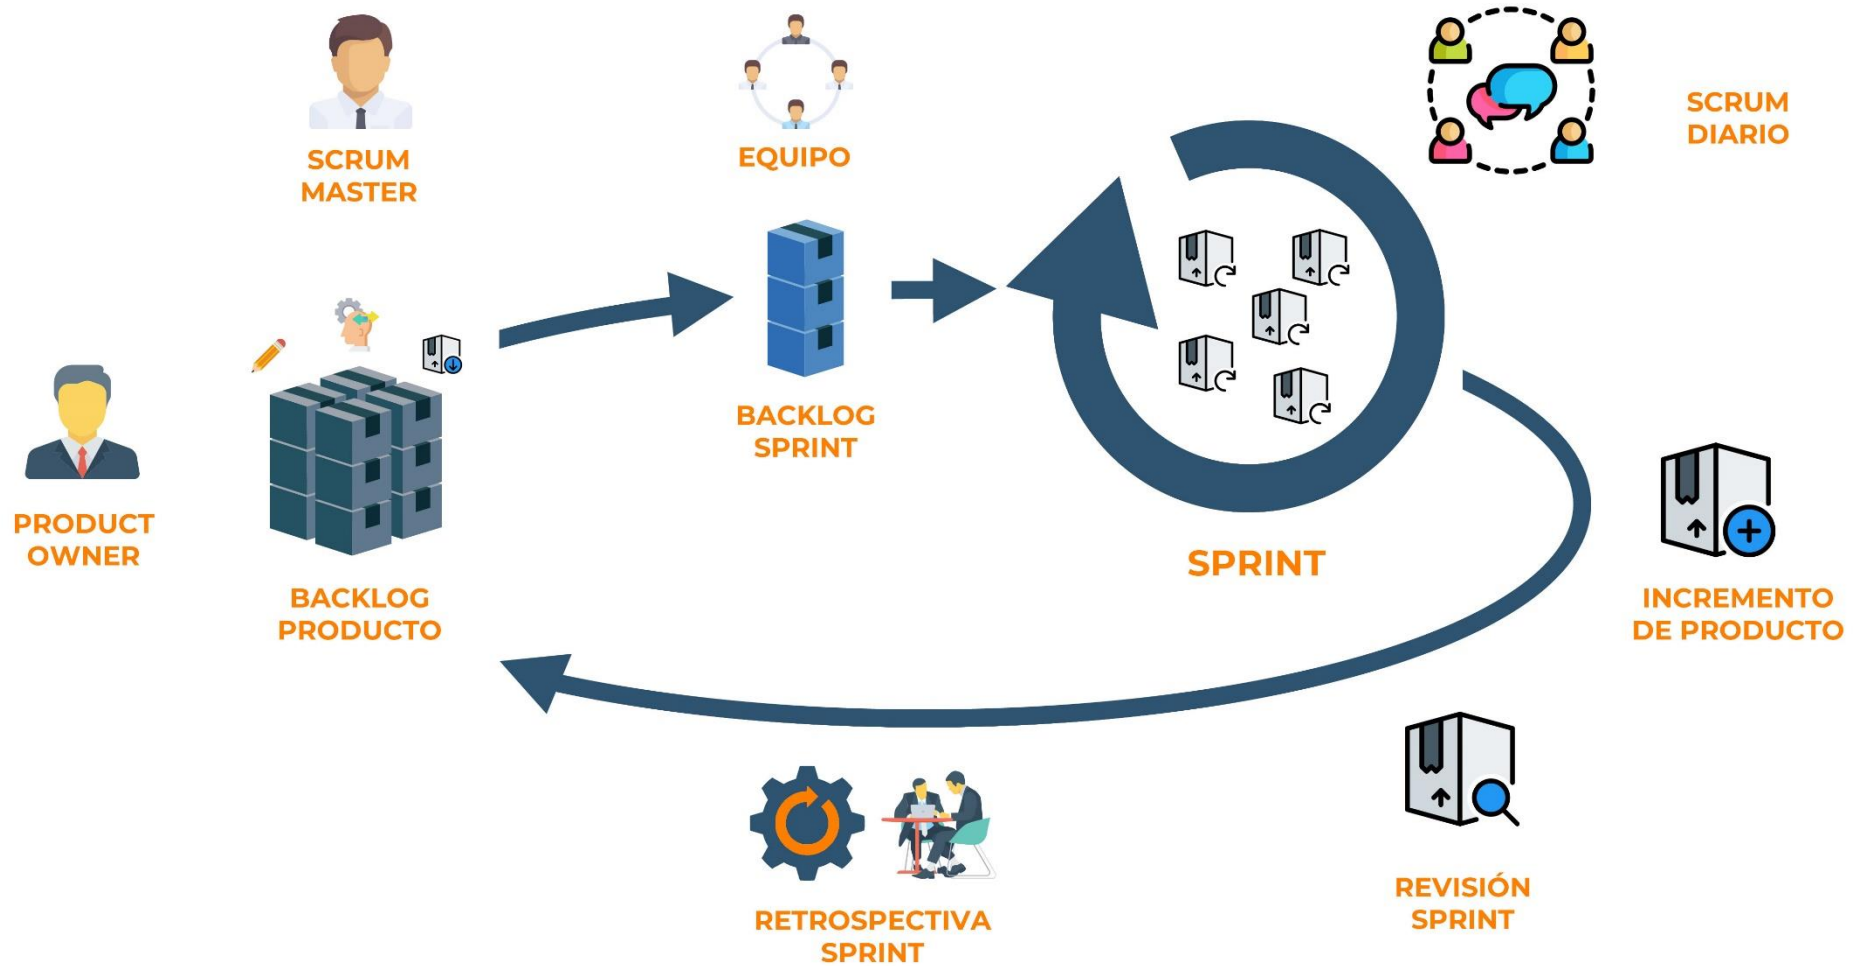 SCRUM
MASTER
EQUIPO
SCRUM
DIARIO
PRODUCT
OWNER
BACKLOG
PRODUCTO
BACKLOG
SPRINT
SPRINT
INCREMENTO
DE PRODUCTO
REVISIÓN
SPRINT
RETROSPECTIVA
SPRINT